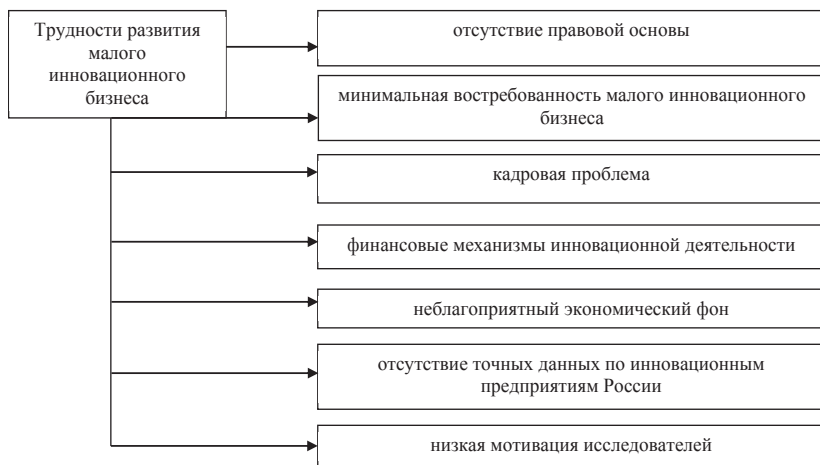 Трудности развития
малого
инновационного
бизнеса
отсутствие правовой основы
минимальная востребованность малого инновационного
бизнеса
кадровая проблема
финансовые механизмы инновационной деятельности
неблагоприятный экономический фон
отсутствие точных данных по инновационным
предприятиям России
низкая мотивация исследователей